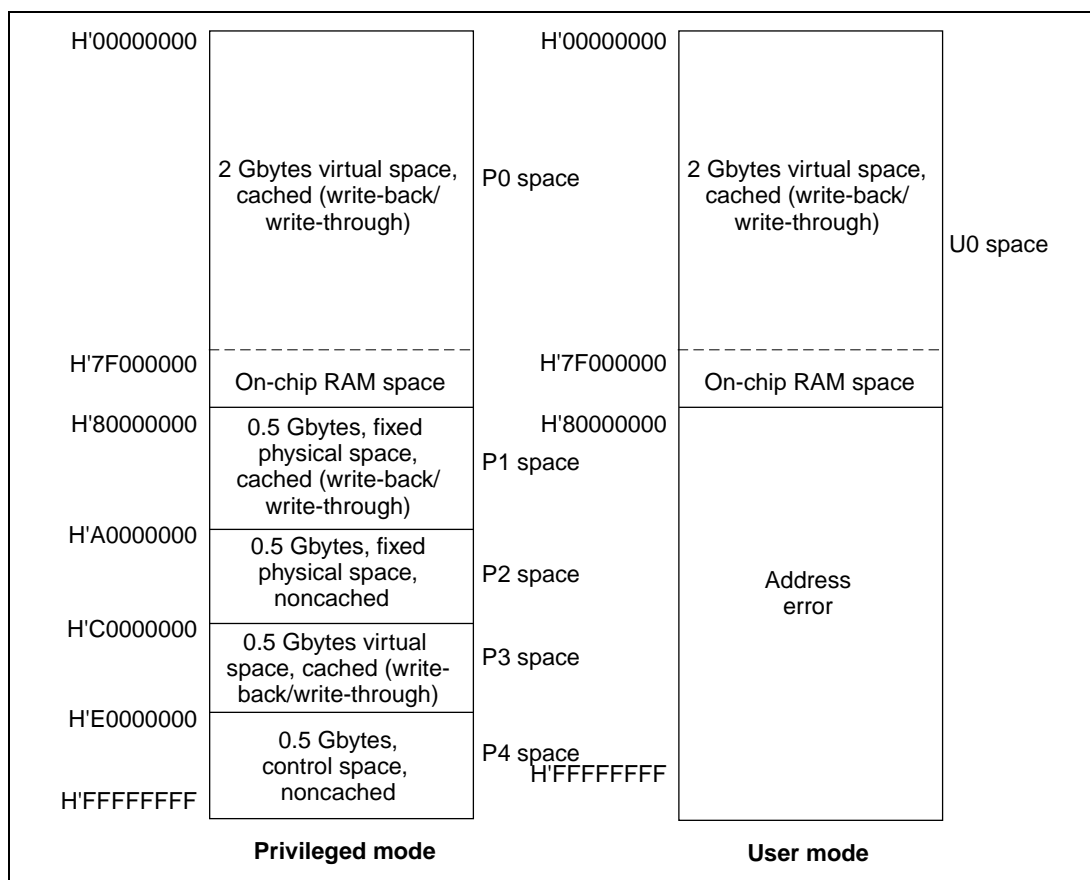 H'00000000
2 Gbytes virtual space,
cached (write-back/
write-through)
P0 space
H'7F000000
On-chip RAM space
H'80000000
0.5 Gbytes, fixed
physical space,
cached (write-back/
write-through)
P1 space
H'A0000000
0.5 Gbytes, fixed
physical space,
noncached
P2 space
H'C0000000
0.5 Gbytes virtual
space, cached (write-
back/write-through)
P3 space
H'E0000000
0.5 Gbytes,
control space,
noncached
P4 space
H'FFFFFFFF
Privileged mode
H'00000000
2 Gbytes virtual space,
cached (write-back/
write-through)
U0 space
H'7F000000
On-chip RAM space
H'80000000
Address
error
H'FFFFFFFF
User mode